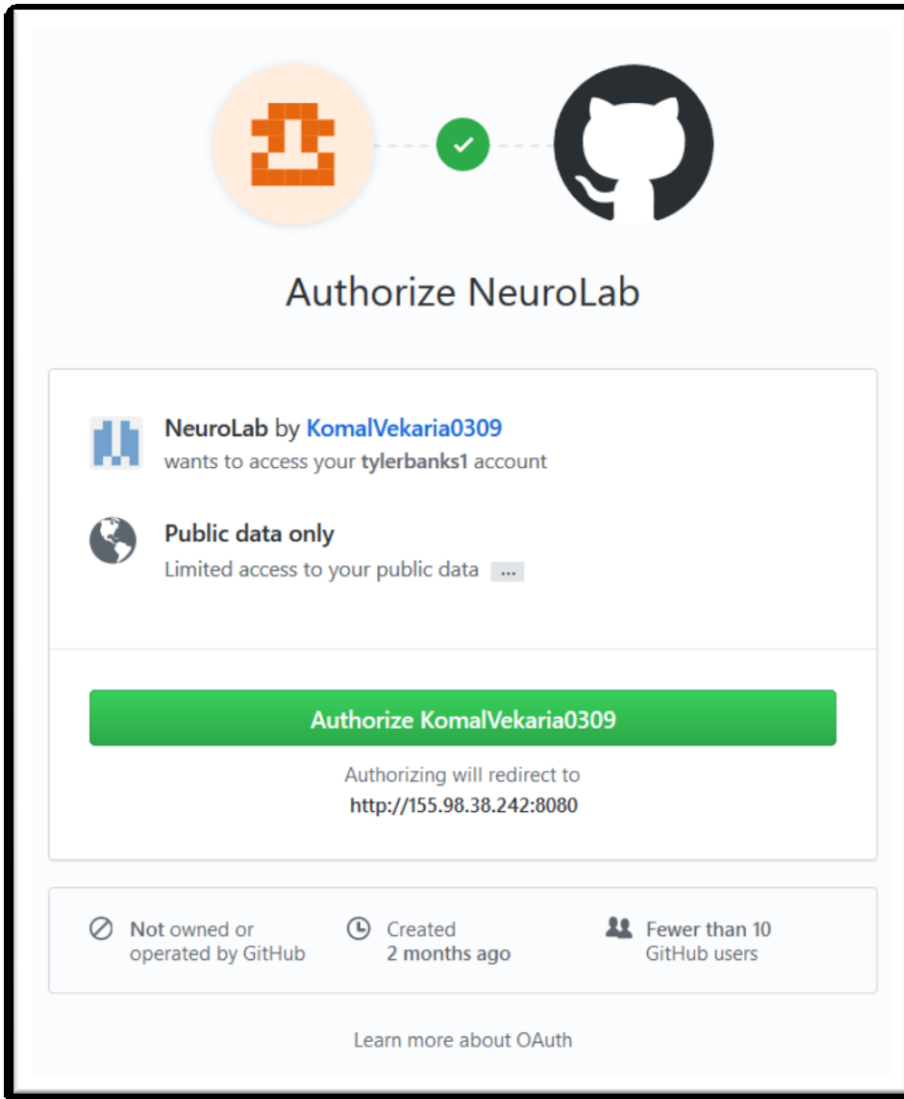 Authorize NeuroLab
NeuroLab by KomalVekaria0309
wants to access your tylerbanks1 account
Public data only
Limited access to your public data ...
Authorize KomalVekaria0309
Authorizing will redirect to
http://155.98.38.242:8080
Not owned or
operated by GitHub
Created
2 months ago
Fewer than 10
GitHub users
Learn more about OAuth